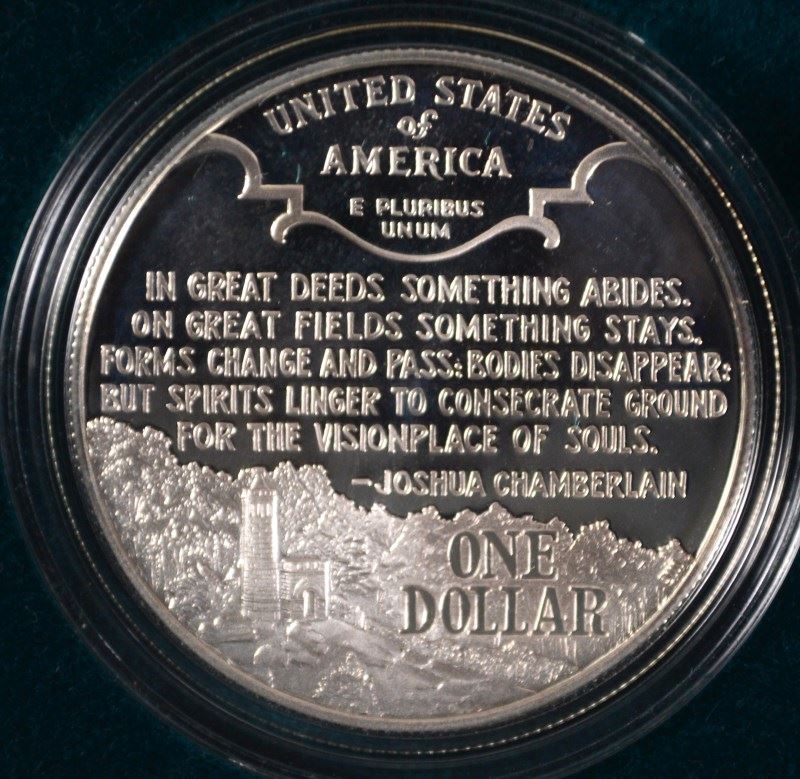 UNITED STATES
of
AMERICA
E PLURIBUS
UNUM
IN GREAT DEEDS SOMETHING ABIDES.
ON GREAT FIELDS SOMETHING STAYS.
FORMS CHANGE AND PASS: BODIES DISAPPEAR:
BUT SPIRITS LINGER TO CONSECRATE GROUND
FOR THE VISIONPLACE OF SOULS.
-JOSHUA CHAMBERLAIN
ONE
DOLLAR